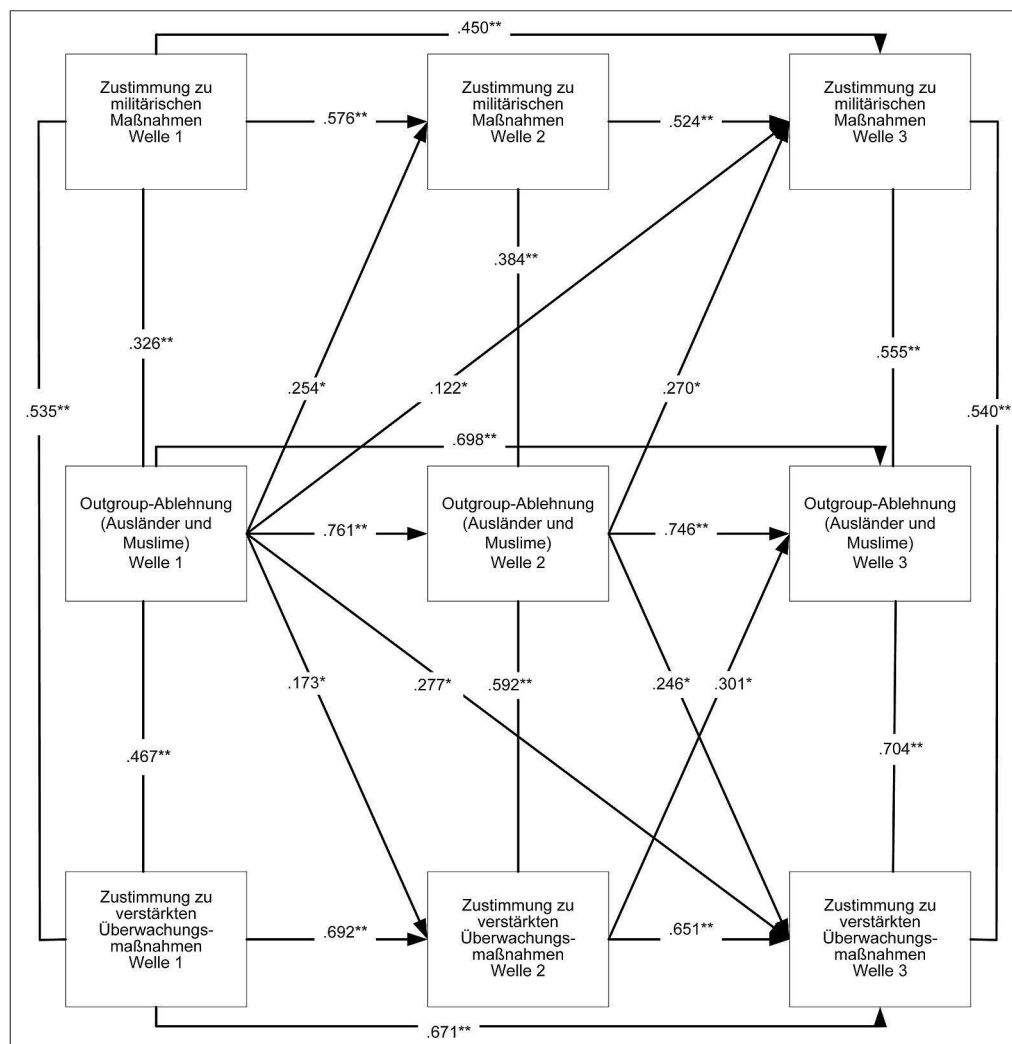 .450**
Zustimmung zu
militärischen
Maßnahmen
Welle 1
.576**
Zustimmung zu
militärischen
Maßnahmen
Welle 2
.524**
Zustimmung zu
militärischen
Maßnahmen
Welle 3
.384**
.326**
.555**
.254*
.122*
.270*
.535**
.540**
.698**
Outgroup-Ablehnung
(Ausländer und
Muslime)
Welle 1
.761**
Outgroup-Ablehnung
(Ausländer und
Muslime)
Welle 2
.746**
Outgroup-Ablehnung
(Ausländer und
Muslime)
Welle 3
.173*
.277*
.592**
.246*
.301*
.467**
.704**
Zustimmung zu
verstärkten
Überwachungs-
maßnahmen
Welle 1
.692**
Zustimmung zu
verstärkten
Überwachungs-
maßnahmen
Welle 2
.651**
Zustimmung zu
verstärkten
Überwachungs-
maßnahmen
Welle 3
.671**